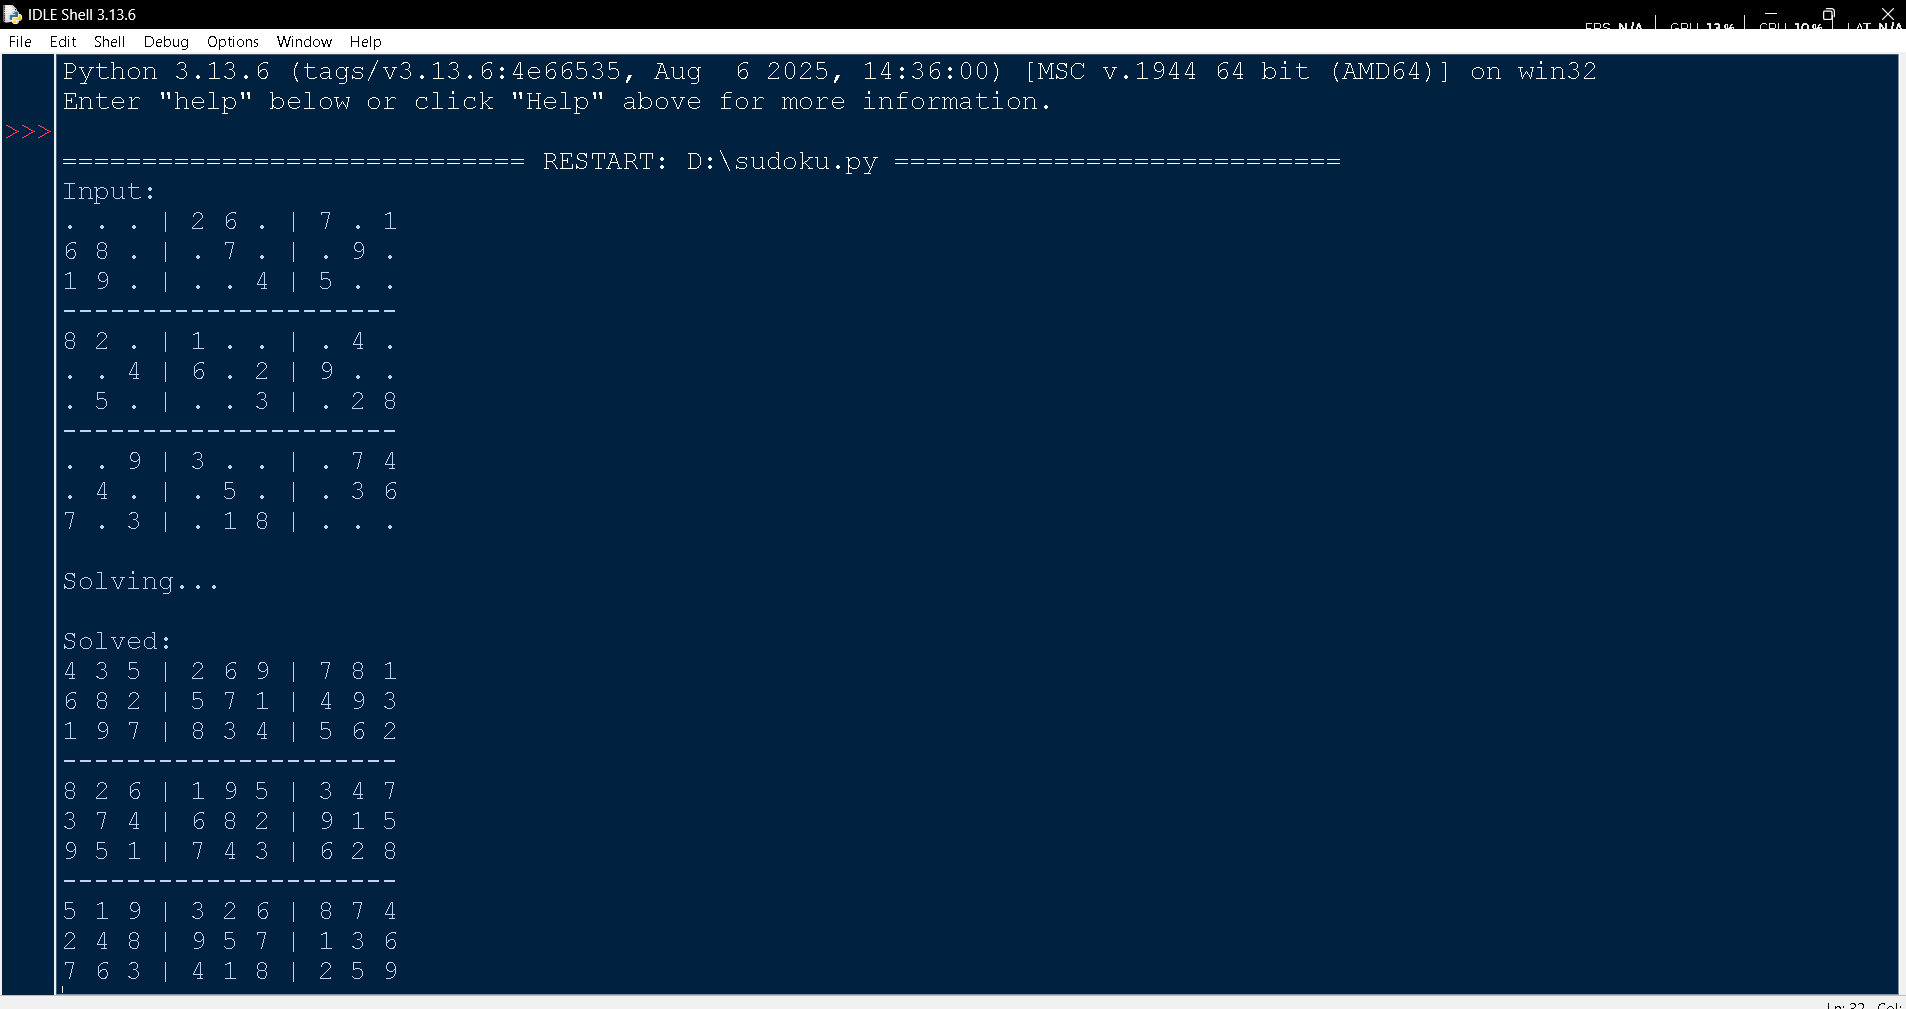 IDLE Shell 3.13.6
File Edit Shell Debug Options Window Help
Python 3.13.6 (tags/v3.13.6:4e66535, Aug  6 2025, 14:36:00) [MSC v.1944 64 bit (AMD64)] on win32
Enter "help" below or click "Help" above for more information.
>>>
============================= RESTART: D:\sudoku.py ============================
Input:
. . . | 2 6 . | 7 . 1
6 8 . | . 7 . | . 9 .
1 9 . | . . 4 | 5 . .
---------------------
8 2 . | 1 . . | . 4 .
. . 4 | 6 . 2 | 9 . .
. 5 . | . . 3 | . 2 8
---------------------
. . 9 | 3 . . | . 7 4
. 4 . | . 5 . | . 3 6
7 . 3 | . 1 8 | . . .
Solving...
Solved:
4 3 5 | 2 6 9 | 7 8 1
6 8 2 | 5 7 1 | 4 9 3
1 9 7 | 8 3 4 | 5 6 2
---------------------
8 2 6 | 1 9 5 | 3 4 7
3 7 4 | 6 8 2 | 9 1 5
9 5 1 | 7 4 3 | 6 2 8
---------------------
5 1 9 | 3 2 6 | 8 7 4
2 4 8 | 9 5 7 | 1 3 6
7 6 3 | 4 1 8 | 2 5 9